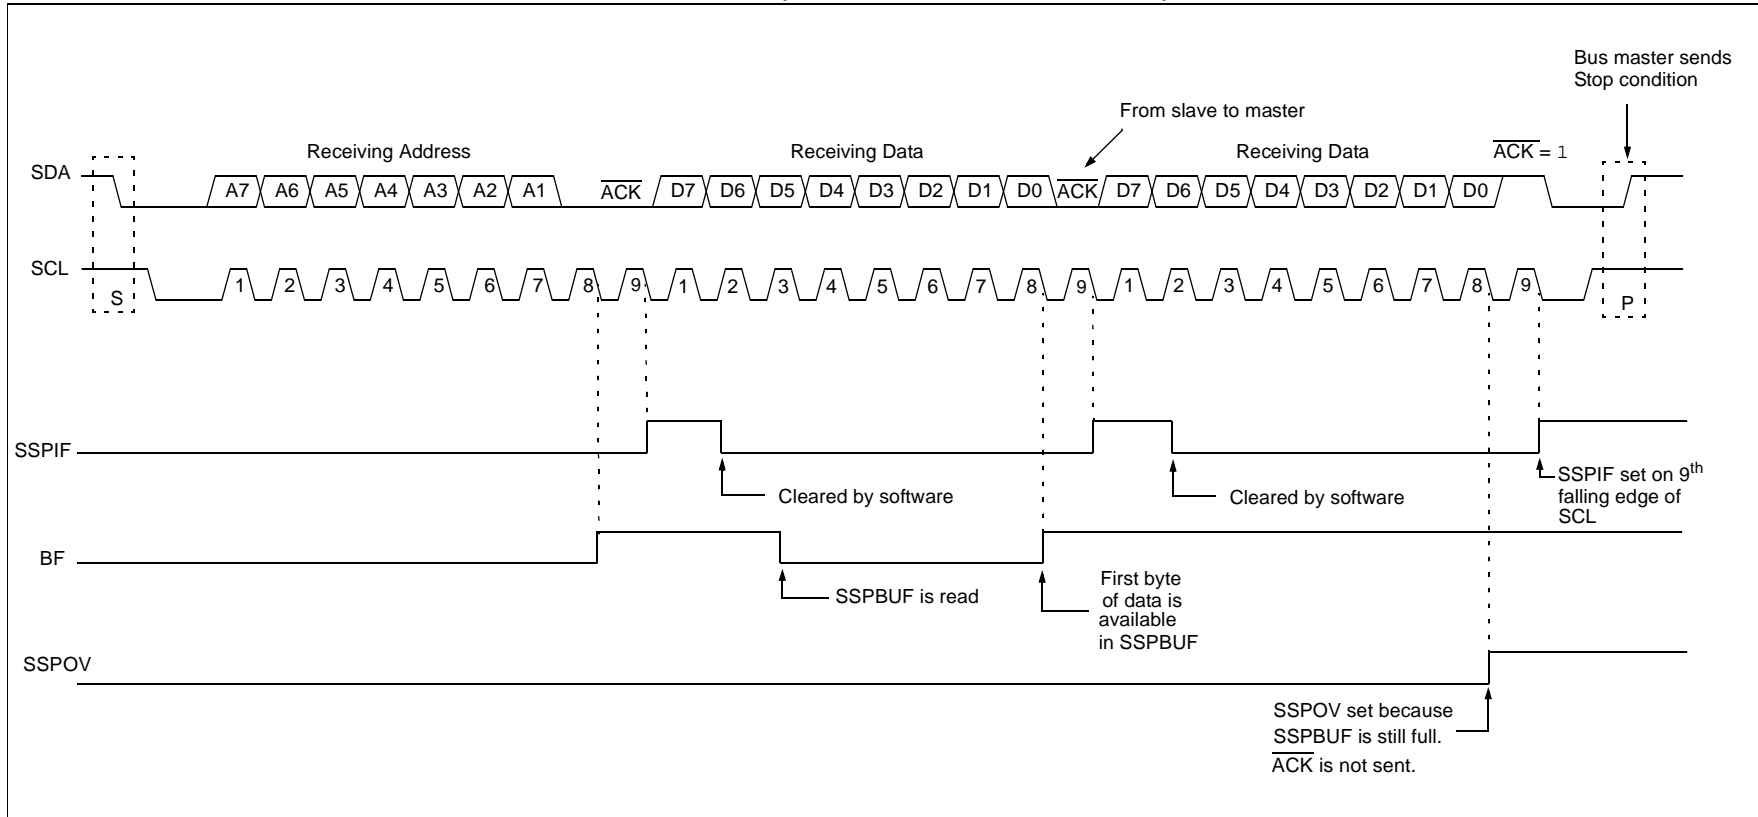 Bus master sends
Stop condition
From slave to master
Receiving Address
Receiving Data
Receiving Data
ACK = 1
SDA
A7 A6 A5 A4 A3 A2 A1 ACK D7 D6 D5 D4 D3 D2 D1 D0 ACK D7 D6 D5 D4 D3 D2 D1 D0
SCL
S 1 2 3 4 5 6 7 8 9 1 2 3 4 5 6 7 8 9 1 2 3 4 5 6 7 8 9 P
SSPIF
Cleared by software
Cleared by software
SSPIF set on 9th
falling edge of
SCL
BF
SSPBUF is read
First byte
of data is
available
in SSPBUF
SSPOV
SSPOV set because
SSPBUF is still full.
ACK is not sent.